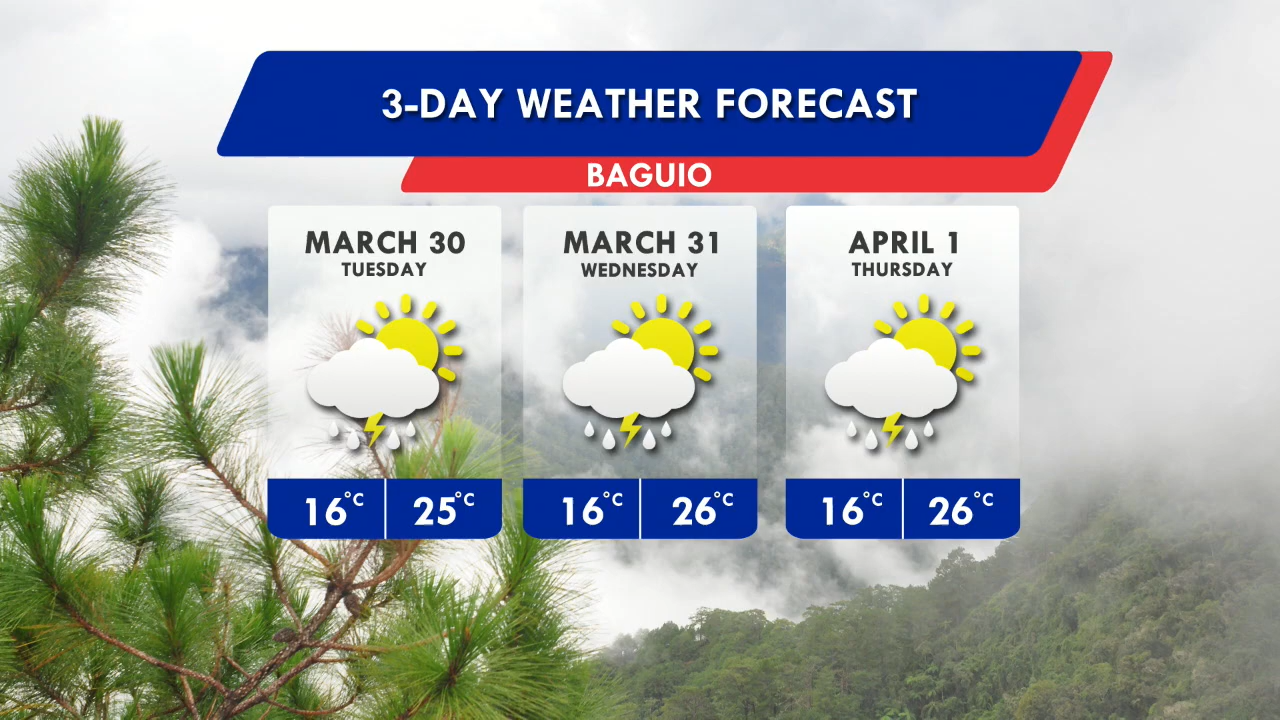 3-DAY WEATHER FORECAST
BAGUIO
MARCH 30
TUESDAY
16°C 25°C
MARCH 31
WEDNESDAY
16°C 26°C
APRIL 1
THURSDAY
16°C 26°C